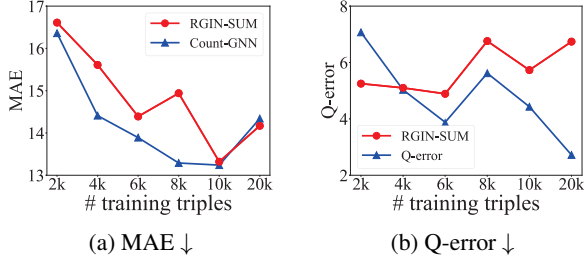 17
16
15
14
13
MAE
RGIN-SUM
Count-GNN
2k 4k 6k 8k 10k 20k
# training triples
(a) MAE ↓
8
6
4
2
Q-error
RGIN-SUM
Q-error
2k 4k 6k 8k 10k 20k
# training triples
(b) Q-error ↓